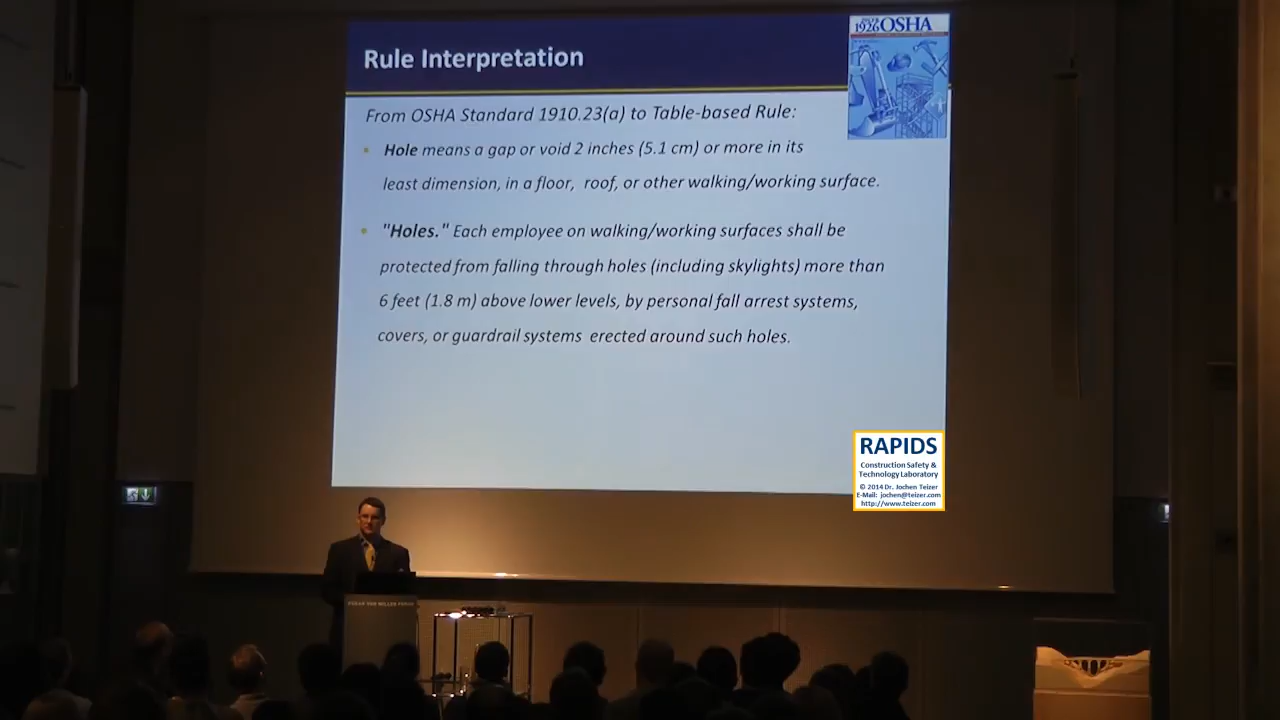 Rule Interpretation
1926 OSHA
From OSHA Standard 1910.23(a) to Table-based Rule:
Hole means a gap or void 2 inches (5.1 cm) or more in its
least dimension, in a floor, roof, or other walking/working surface.
"Holes." Each employee on walking/working surfaces shall be
protected from falling through holes (including skylights) more than
6 feet (1.8 m) above lower levels, by personal fall arrest systems,
covers, or guardrail systems erected around such holes.
RAPIDS
Construction Safety &
Technology Laboratory
© 2014 Dr. Jochen Teizer
E-Mail: jochen@teizer.com
http://www.teizer.com
OSKAR VON MILLER FORUM